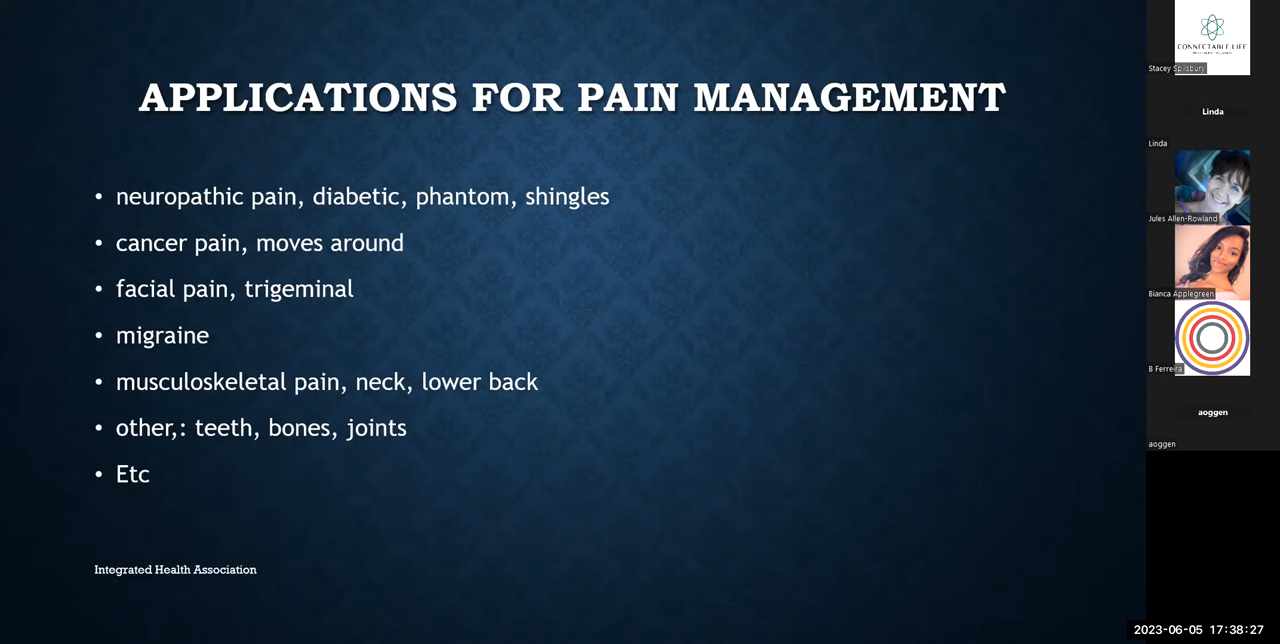 APPLICATIONS FOR PAIN MANAGEMENT
• neuropathic pain, diabetic, phantom, shingles
• cancer pain, moves around
• facial pain, trigeminal
• migraine
• musculoskeletal pain, neck, lower back
• other,: teeth, bones, joints
• Etc
Integrated Health Association
CONNECTABLE LIFE
Stacey Spilsbury
Linda
Linda
Jules Allen-Rowland
Bianca Applegreen
B Ferreira
aoggen
aoggen
2023-06-05 17:38:27